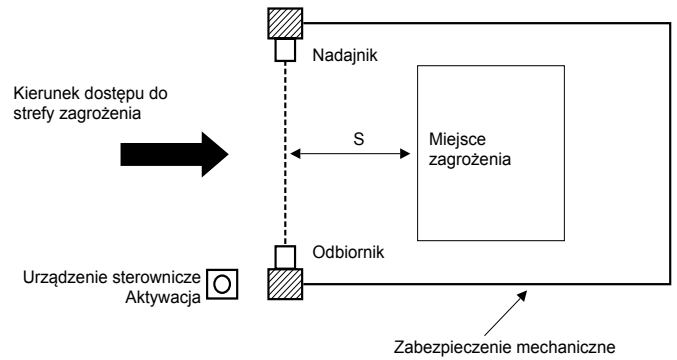 Nadajnik
Kierunek dostępu do
strefy zagrożenia
S
Miejsce
zagrożenia
Odbiornik
Urządzenie sterownicze
Aktywacja
Zabezpieczenie mechaniczne